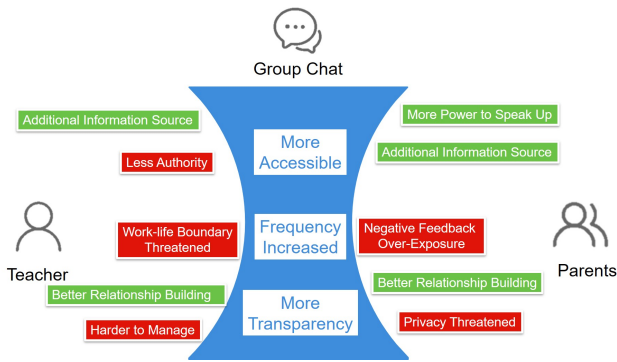 Group Chat
Additional Information Source
More Power to Speak Up
More
Accessible
Additional Information Source
Less Authority
Work-life Boundary
Threatened
Frequency
Increased
Negative Feedback
Over-Exposure
Teacher
Parents
Better Relationship Building
Better Relationship Building
More
Transparency
Harder to Manage
Privacy Threatened